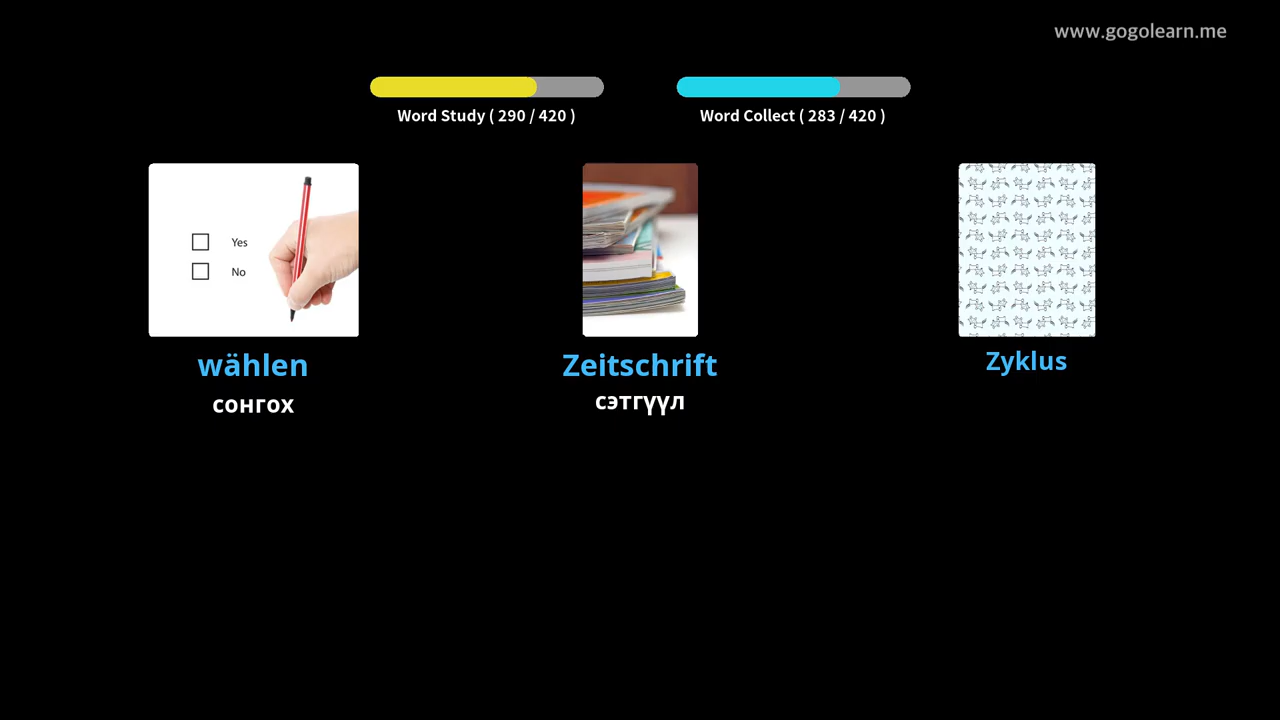 www.gogolearn.me
Word Study ( 290 / 420 )
Word Collect ( 283 / 420 )
Yes
No
wählen
сонгох
Zeitschrift
сэтгүүл
Zyklus